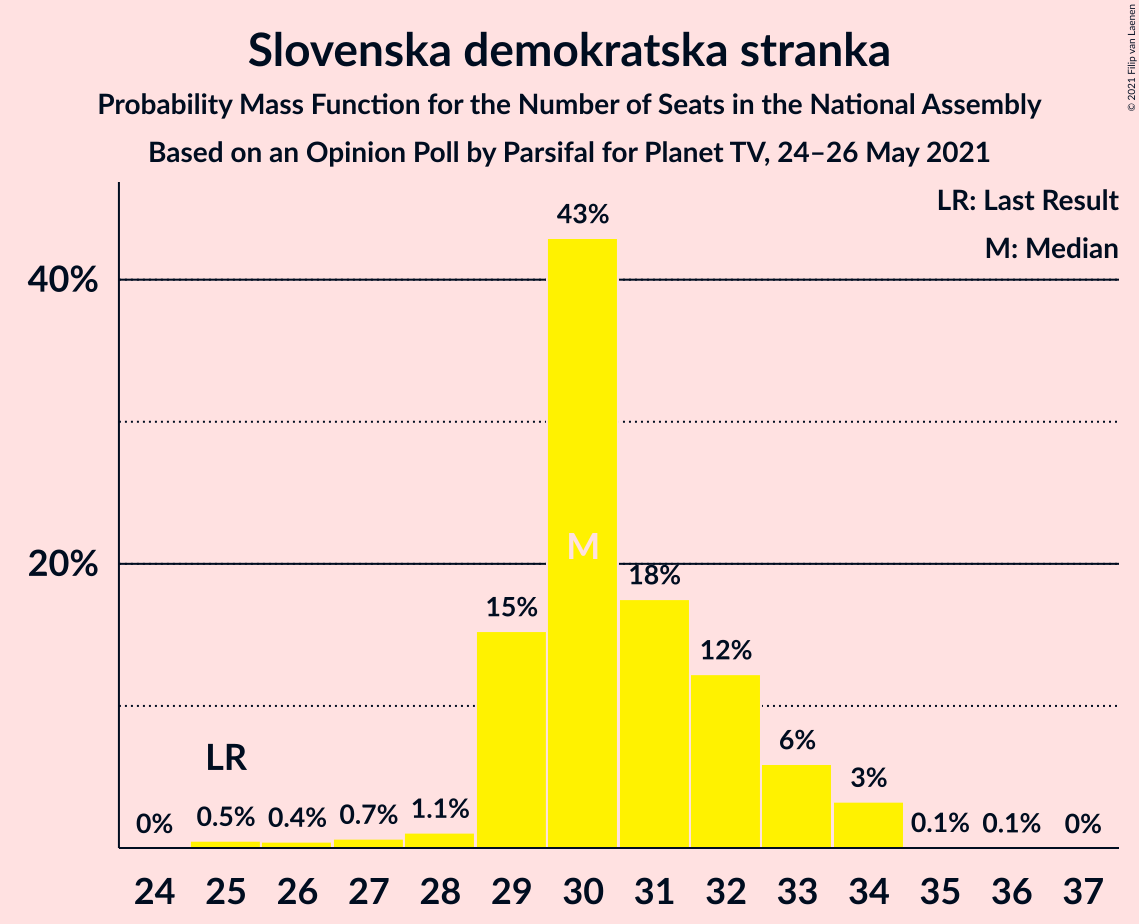 Slovenska demokratska stranka
Probability Mass Function for the Number of Seats in the National Assembly
Based on an Opinion Poll by Parsifal for Planet TV, 24–26 May 2021
© 2021 Filip van Laenen
LR: Last Result
M: Median
40%
20%
0%
0.5%
0.4%
0.7%
1.1%
15%
43%
18%
12%
6%
3%
0.1%
0.1%
0%
LR
M
24 25 26 27 28 29 30 31 32 33 34 35 36 37